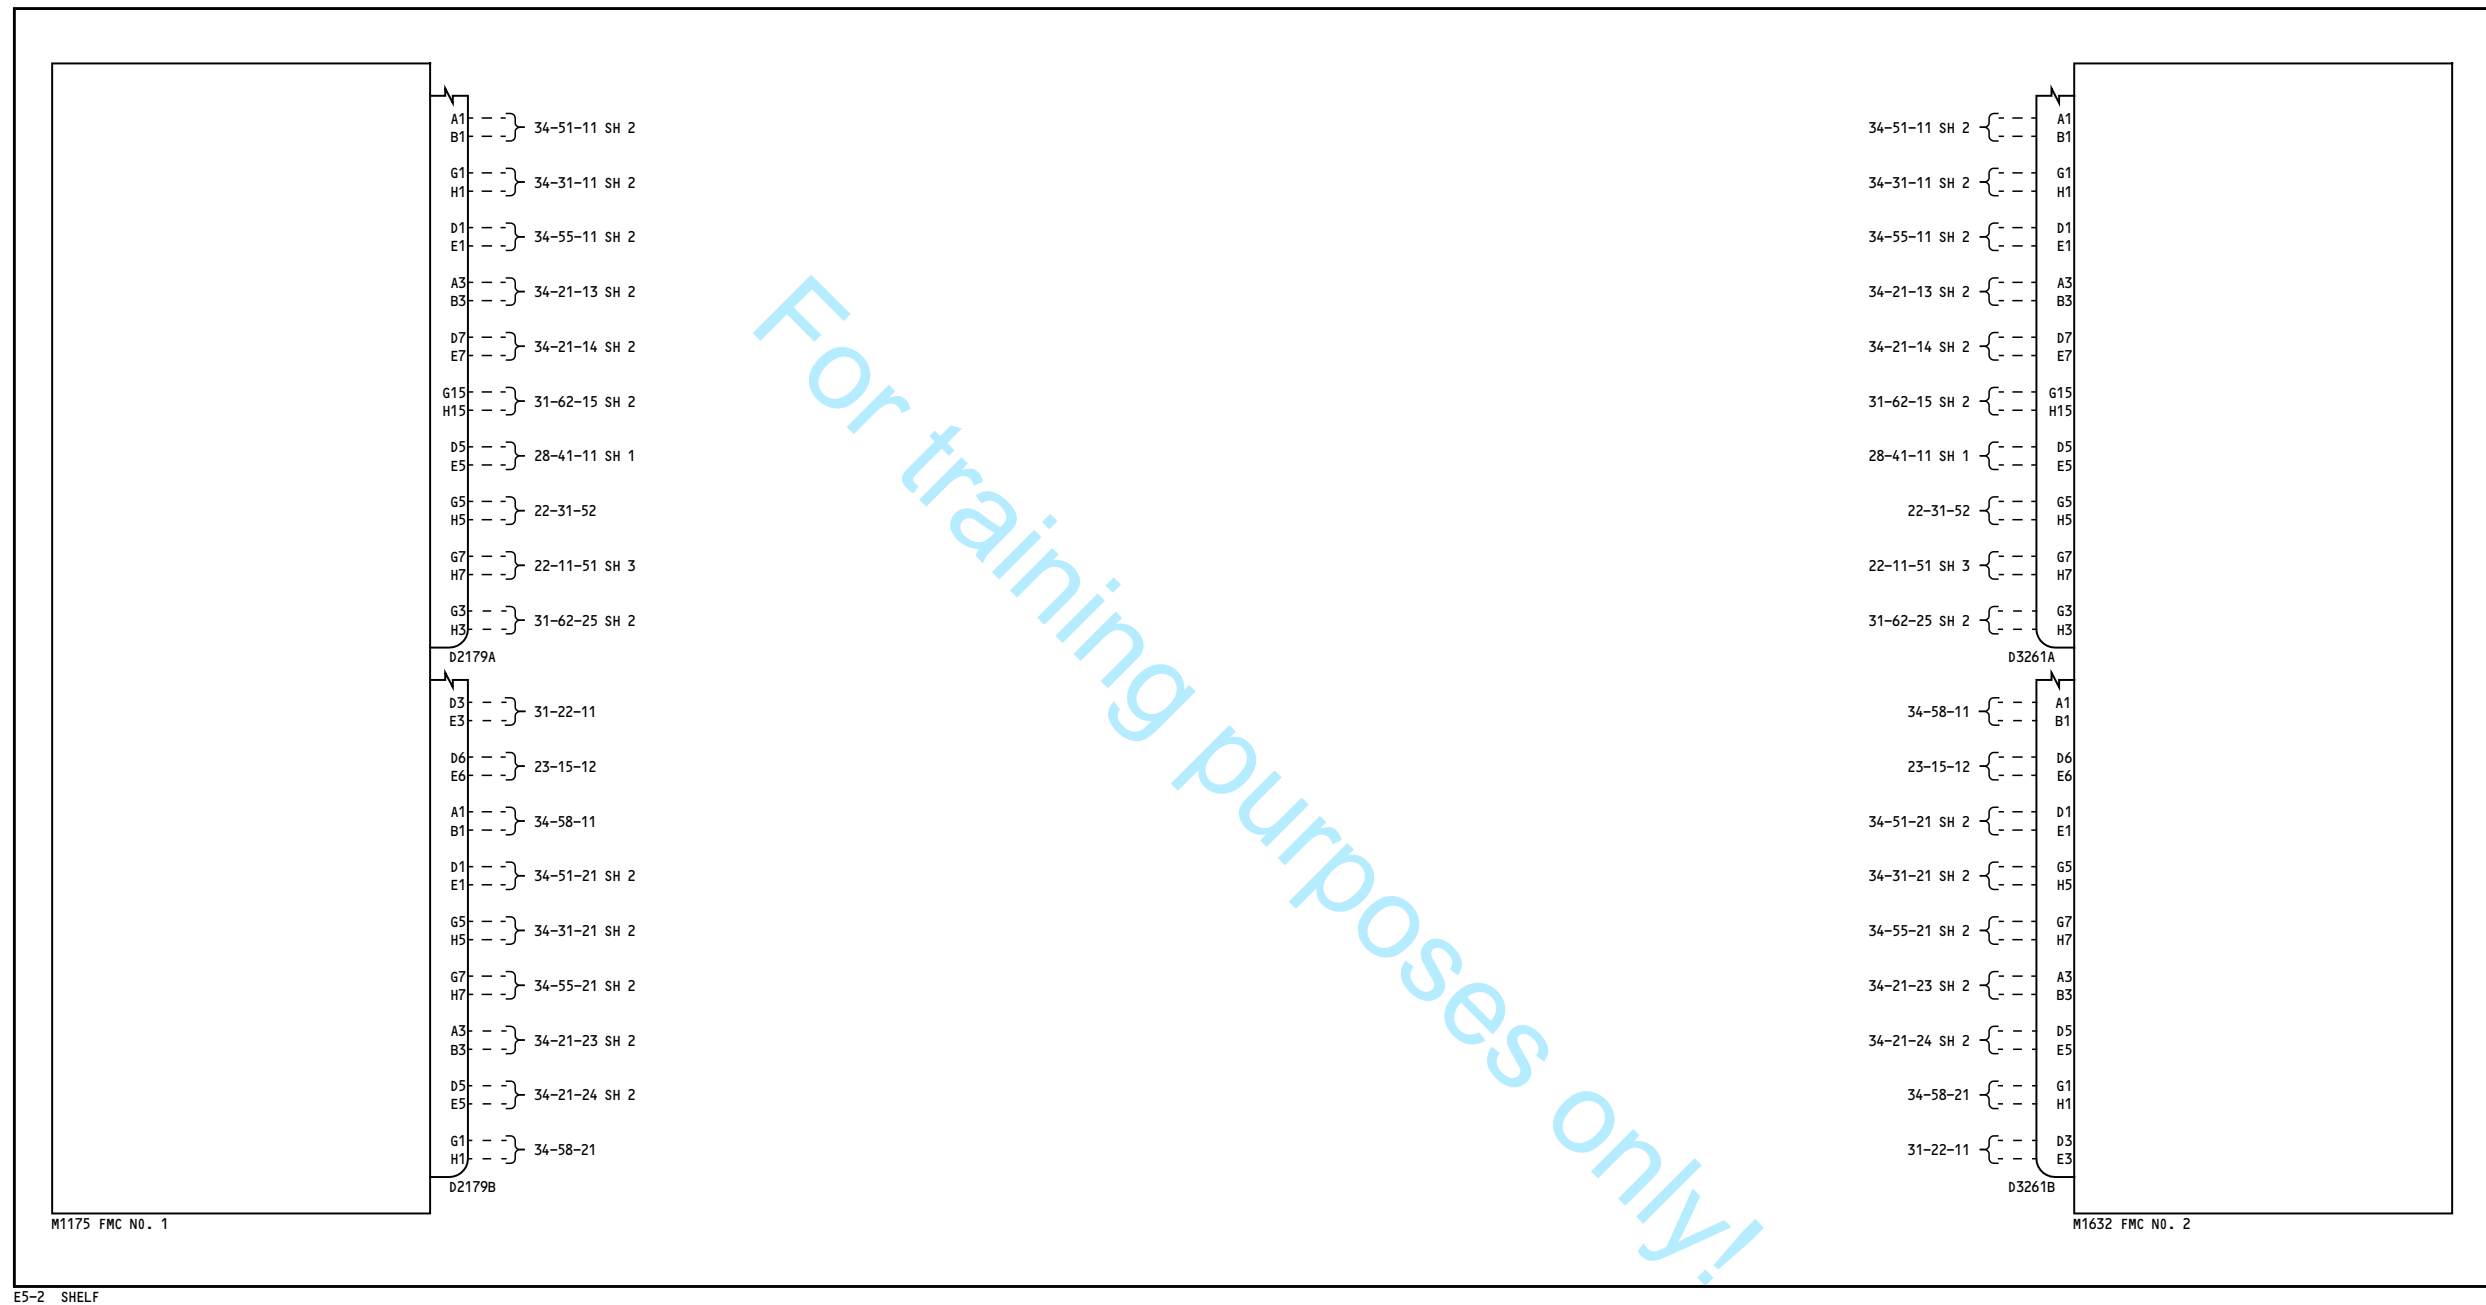 A1
B1
34-51-11 SH 2
G1
H1
34-31-11 SH 2
D1
E1
34-55-11 SH 2
A3
B3
34-21-13 SH 2
D7
E7
34-21-14 SH 2
G15
H15
31-62-15 SH 2
D5
E5
28-41-11 SH 1
G5
H5
22-31-52
G7
H7
22-11-51 SH 3
G3
H3
31-62-25 SH 2
D2179A
D3
E3
31-22-11
D6
E6
23-15-12
A1
B1
34-58-11
D1
E1
34-51-21 SH 2
G5
H5
34-31-21 SH 2
G7
H7
34-55-21 SH 2
A3
B3
34-21-23 SH 2
D5
E5
34-21-24 SH 2
G1
H1
34-58-21
D2179B
M1175 FMC NO. 1
For training purposes only!
34-51-11 SH 2
A1
B1
34-31-11 SH 2
G1
H1
34-55-11 SH 2
D1
E1
34-21-13 SH 2
A3
B3
34-21-14 SH 2
D7
E7
31-62-15 SH 2
G15
H15
28-41-11 SH 1
D5
E5
22-31-52
G5
H5
22-11-51 SH 3
G7
H7
31-62-25 SH 2
G3
H3
D3261A
34-58-11
A1
B1
23-15-12
D6
E6
34-51-21 SH 2
D1
E1
34-31-21 SH 2
G5
H5
34-55-21 SH 2
G7
H7
34-21-23 SH 2
A3
B3
34-21-24 SH 2
D5
E5
34-58-21
G1
H1
31-22-11
D3
E3
D3261B
M1632 FMC NO. 2
E5-2 SHELF